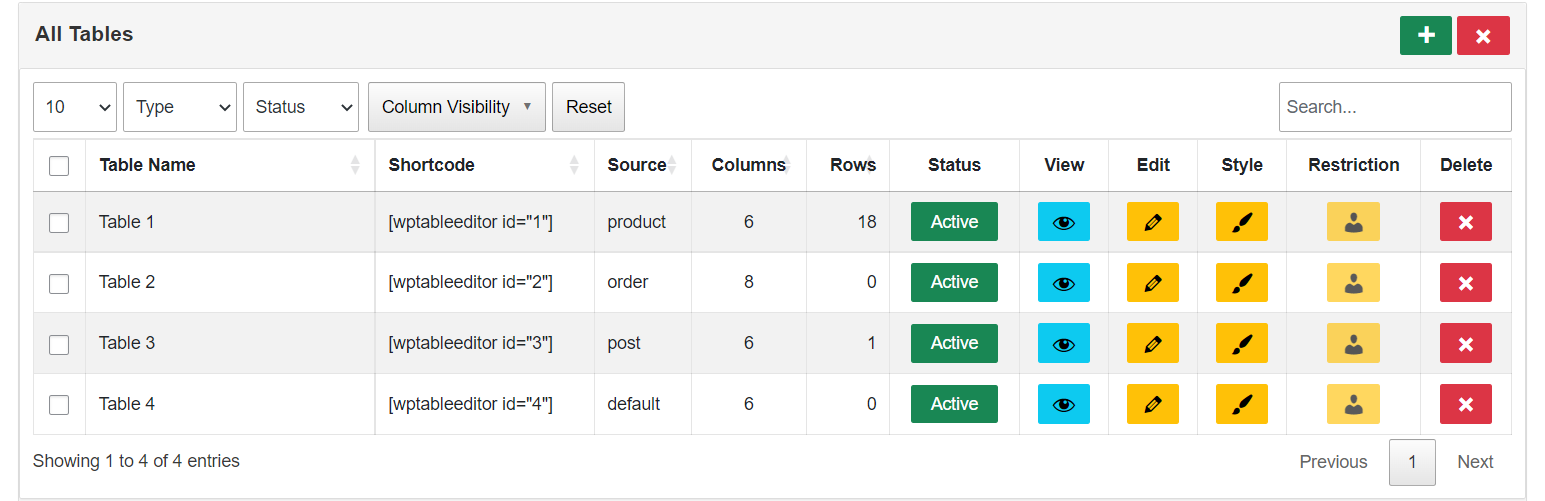 All Tables
10 Type Status Column Visibility Reset Search...
Table Name Shortcode Source Columns Rows Status View Edit Style Restriction Delete
Table 1 [wptableeditor id="1"] product 6 18 Active
Table 2 [wptableeditor id="2"] order 8 0 Active
Table 3 [wptableeditor id="3"] post 6 1 Active
Table 4 [wptableeditor id="4"] default 6 0 Active
Showing 1 to 4 of 4 entries Previous 1 Next